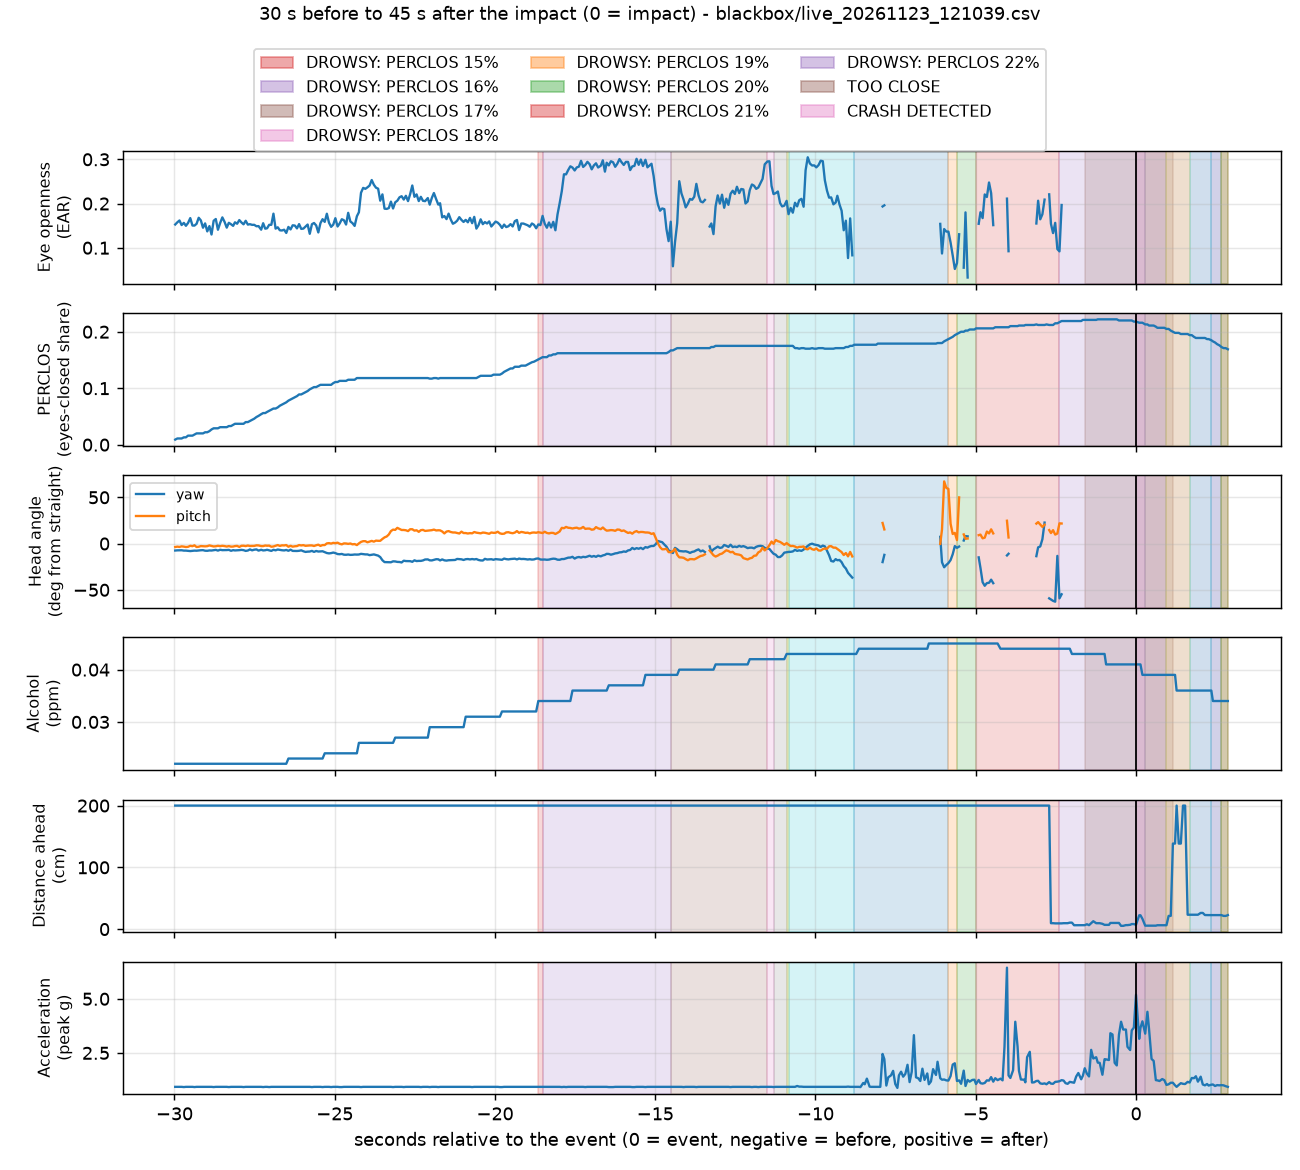 30 s before to 45 s after the impact (0 = impact) - blackbox/live_20261123_121039.csv
DROWSY: PERCLOS 15%
DROWSY: PERCLOS 16%
DROWSY: PERCLOS 17%
DROWSY: PERCLOS 18%
DROWSY: PERCLOS 19%
DROWSY: PERCLOS 20%
DROWSY: PERCLOS 21%
DROWSY: PERCLOS 22%
TOO CLOSE
CRASH DETECTED
Eye openness
(EAR)
0.3
0.2
0.1
PERCLOS
(eyes-closed share)
0.2
0.1
0.0
Head angle
(deg from straight)
50
0
−50
yaw
pitch
Alcohol
(ppm)
0.04
0.03
Distance ahead
(cm)
200
100
0
Acceleration
(peak g)
5.0
2.5
−30
−25
−20
−15
−10
−5
0
seconds relative to the event (0 = event, negative = before, positive = after)